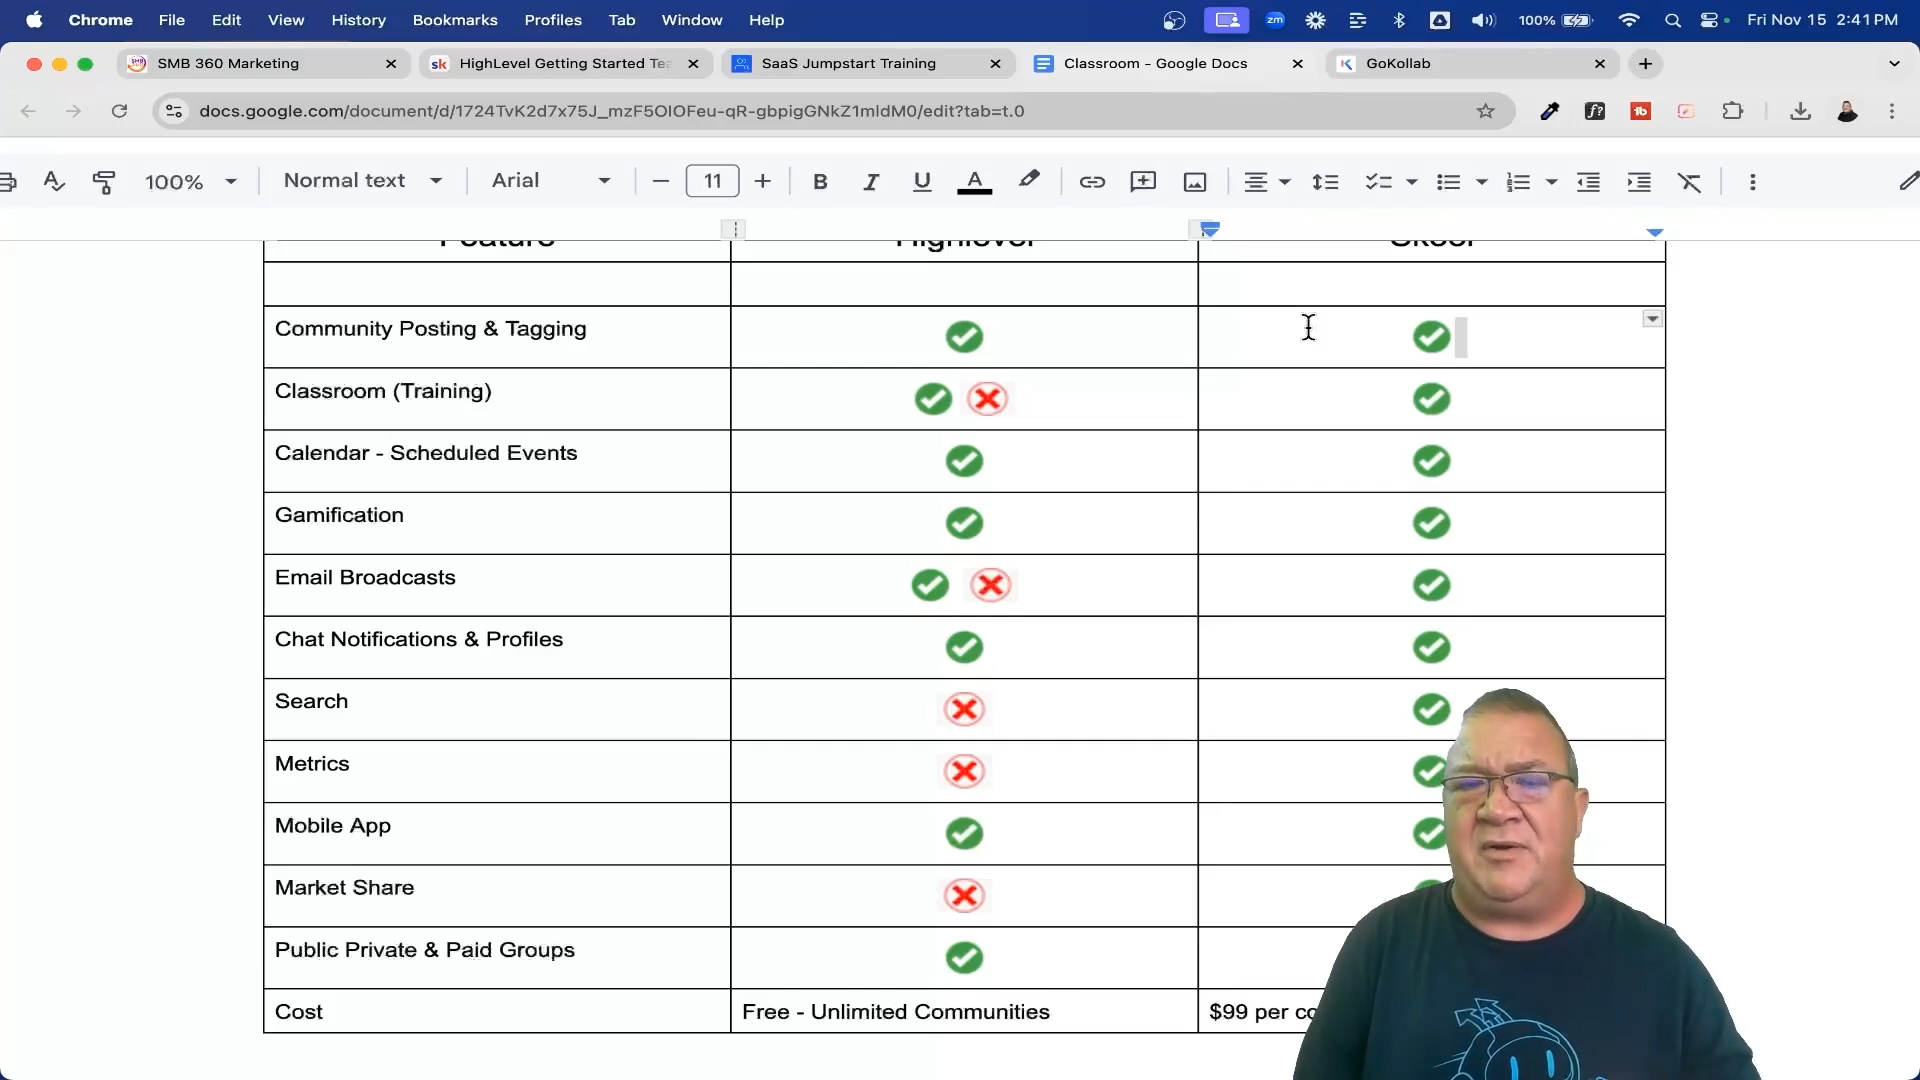 Chrome File Edit View History Bookmarks Profiles Tab Window Help 100% Fri Nov 15 2:41 PM
SMB 360 Marketing HighLevel Getting Started Te SaaS Jumpstart Training Classroom - Google Docs GoKollab
docs.google.com/document/d/1724TvK2d7x75J_mzF5OIOFeu-qR-gbpigGNkZ1mldM0/edit?tab=t.0
100% Normal text Arial 11 B I U A
Feature Highlevel Skool
Community Posting & Tagging
Classroom (Training)
Calendar - Scheduled Events
Gamification
Email Broadcasts
Chat Notifications & Profiles
Search
Metrics
Mobile App
Market Share
Public Private & Paid Groups
Cost Free - Unlimited Communities $99 per co